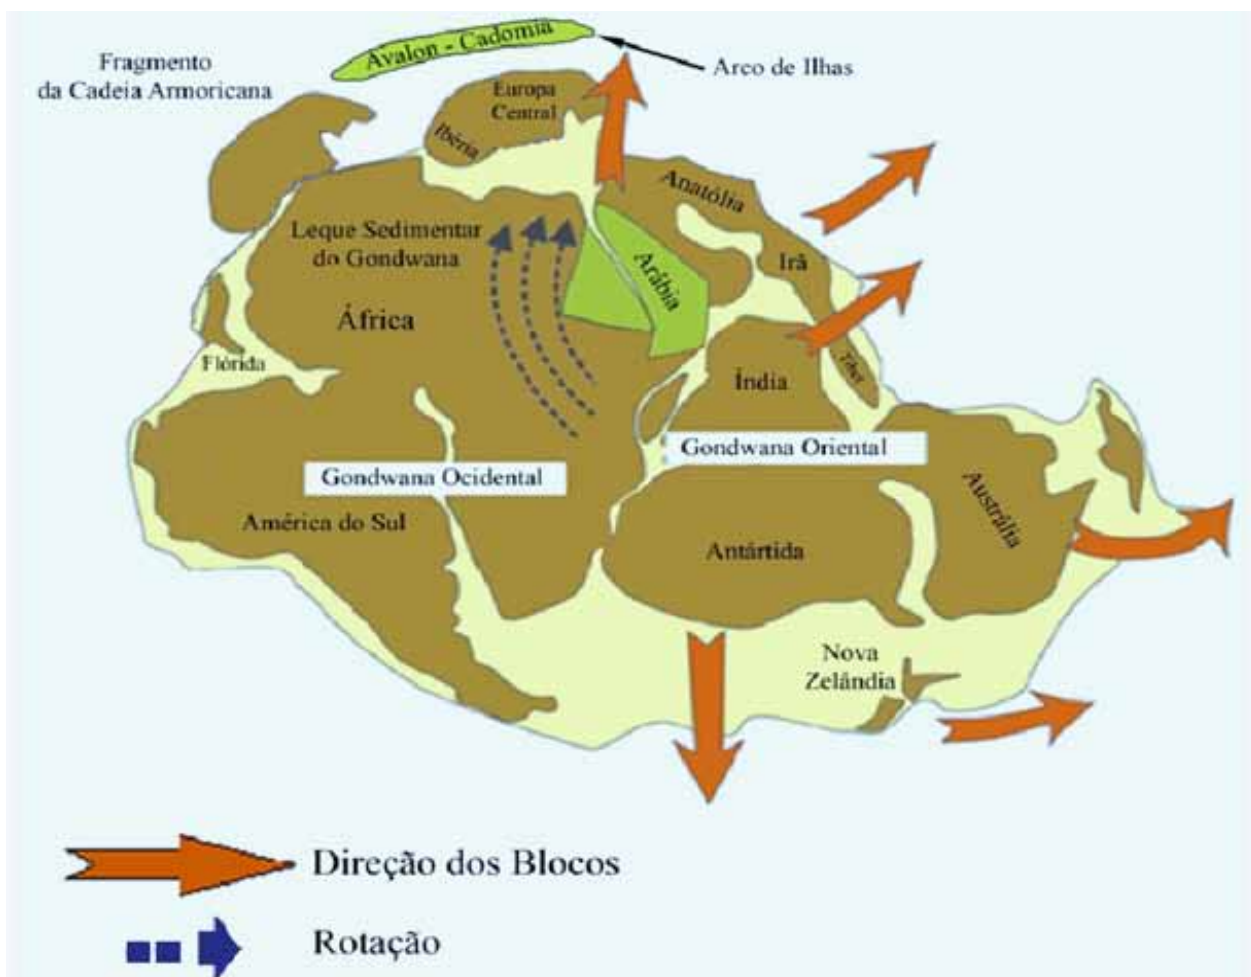 Avalon - Cadomia
Arco de Ilhas
Fragmento
da Cadeia Armoricana
Europa
Central
Ibéria
Anatólia
Leque Sedimentar
do Gondwana
Irã
Arábia
África
Flórida
Índia
Tibet
Gondwana Oriental
Gondwana Ocidental
Austrália
América do Sul
Antártida
Nova
Zelândia
Direção dos Blocos
Rotação